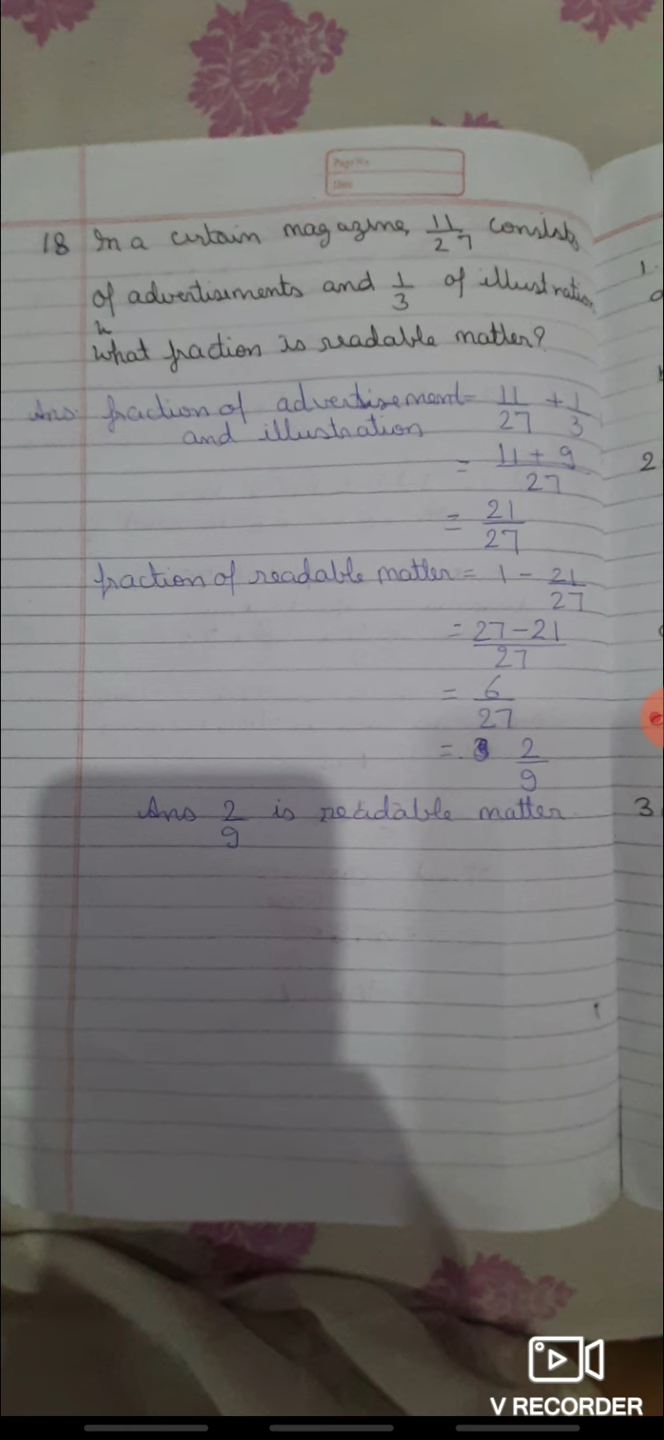 Page No.
Date
18 In a certain magazine, 11/27 consists
of advertisements and 1/3 of illustration
What fraction is readable matter?
Ans: fraction of advertisement = 11/27 + 1/3
and illustration
= 11 + 9/27
= 21/27
fraction of readable matter = 1 - 21/27
= 27-21/27
= 6/27
= 2/9
Ans 2/9 is readable matter
1.
2
3
V RECORDER